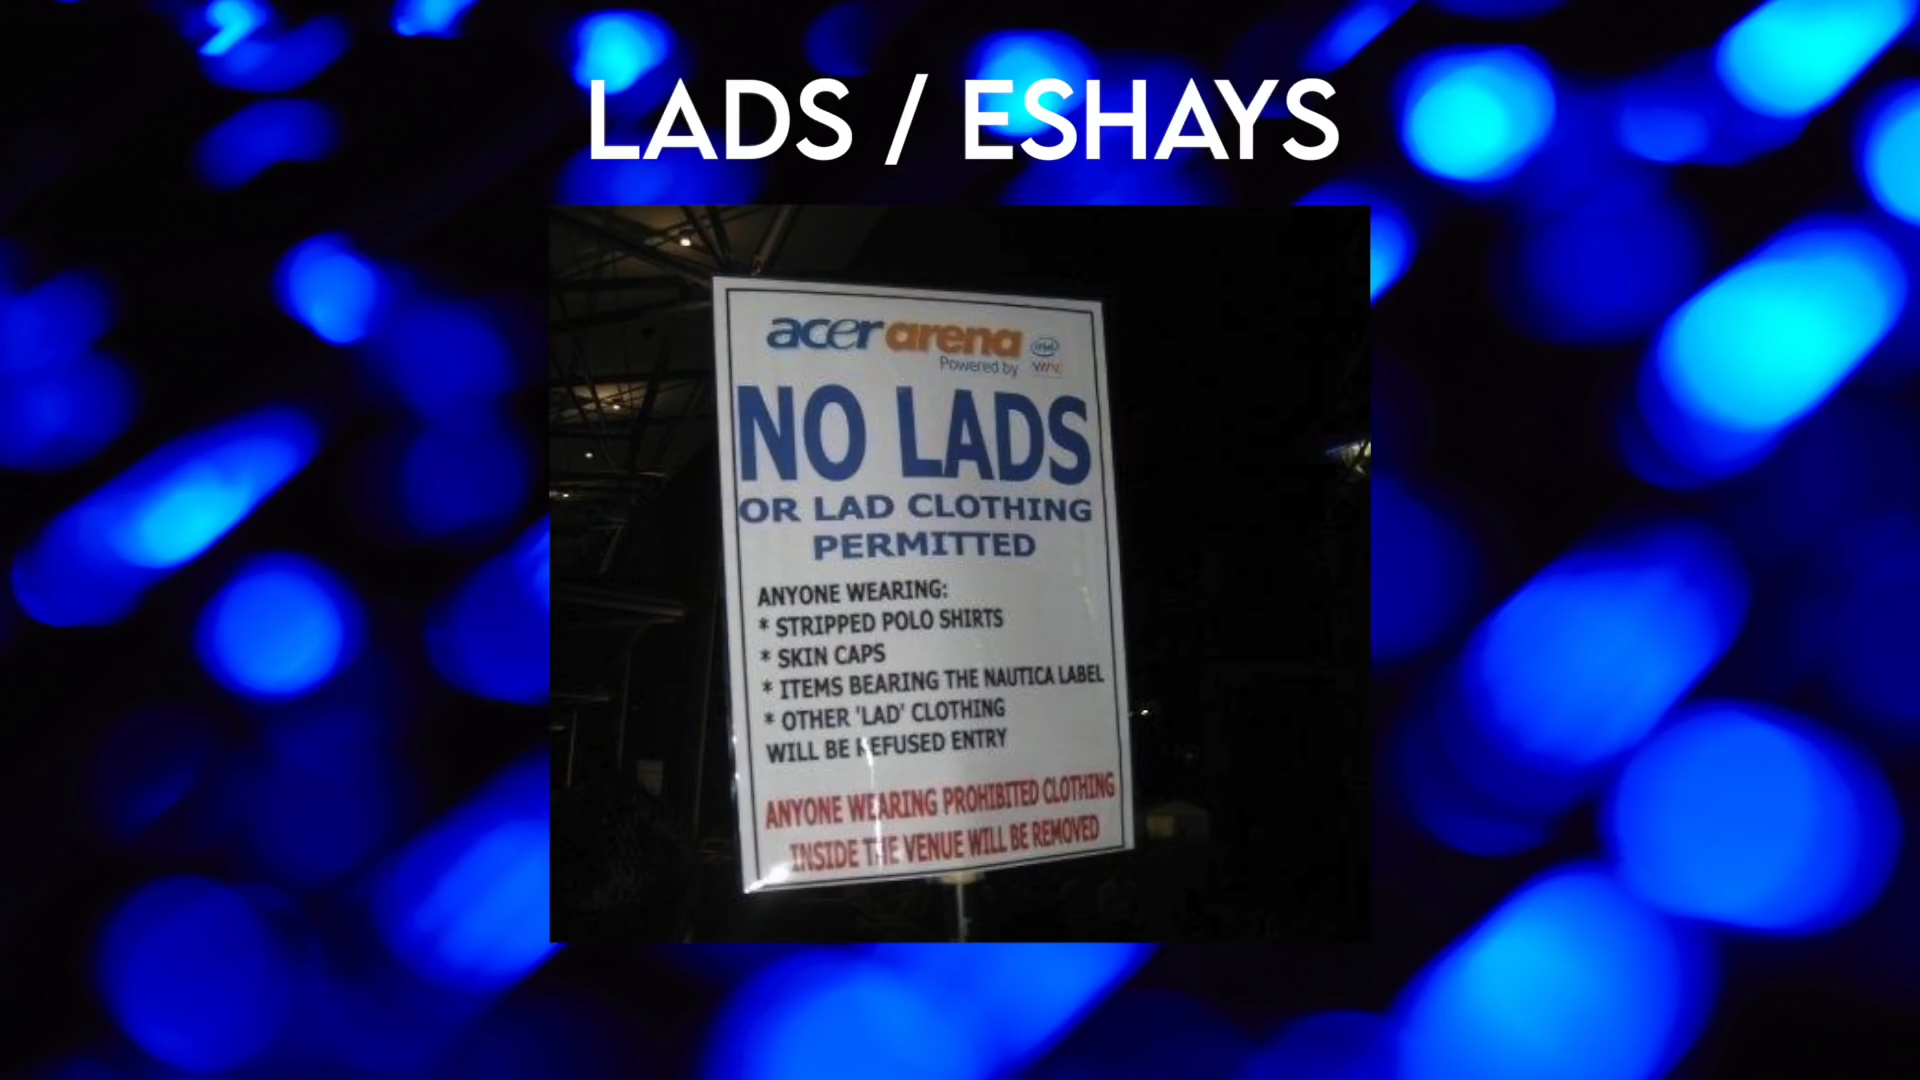 LADS / ESHAYS
acer arena
Powered by
intel
NO LADS
OR LAD CLOTHING
PERMITTED
ANYONE WEARING:
* STRIPPED POLO SHIRTS
* SKIN CAPS
* ITEMS BEARING THE NAUTICA LABEL
* OTHER 'LAD' CLOTHING
WILL BE REFUSED ENTRY
ANYONE WEARING PROHIBITED CLOTHING
INSIDE THE VENUE WILL BE REMOVED